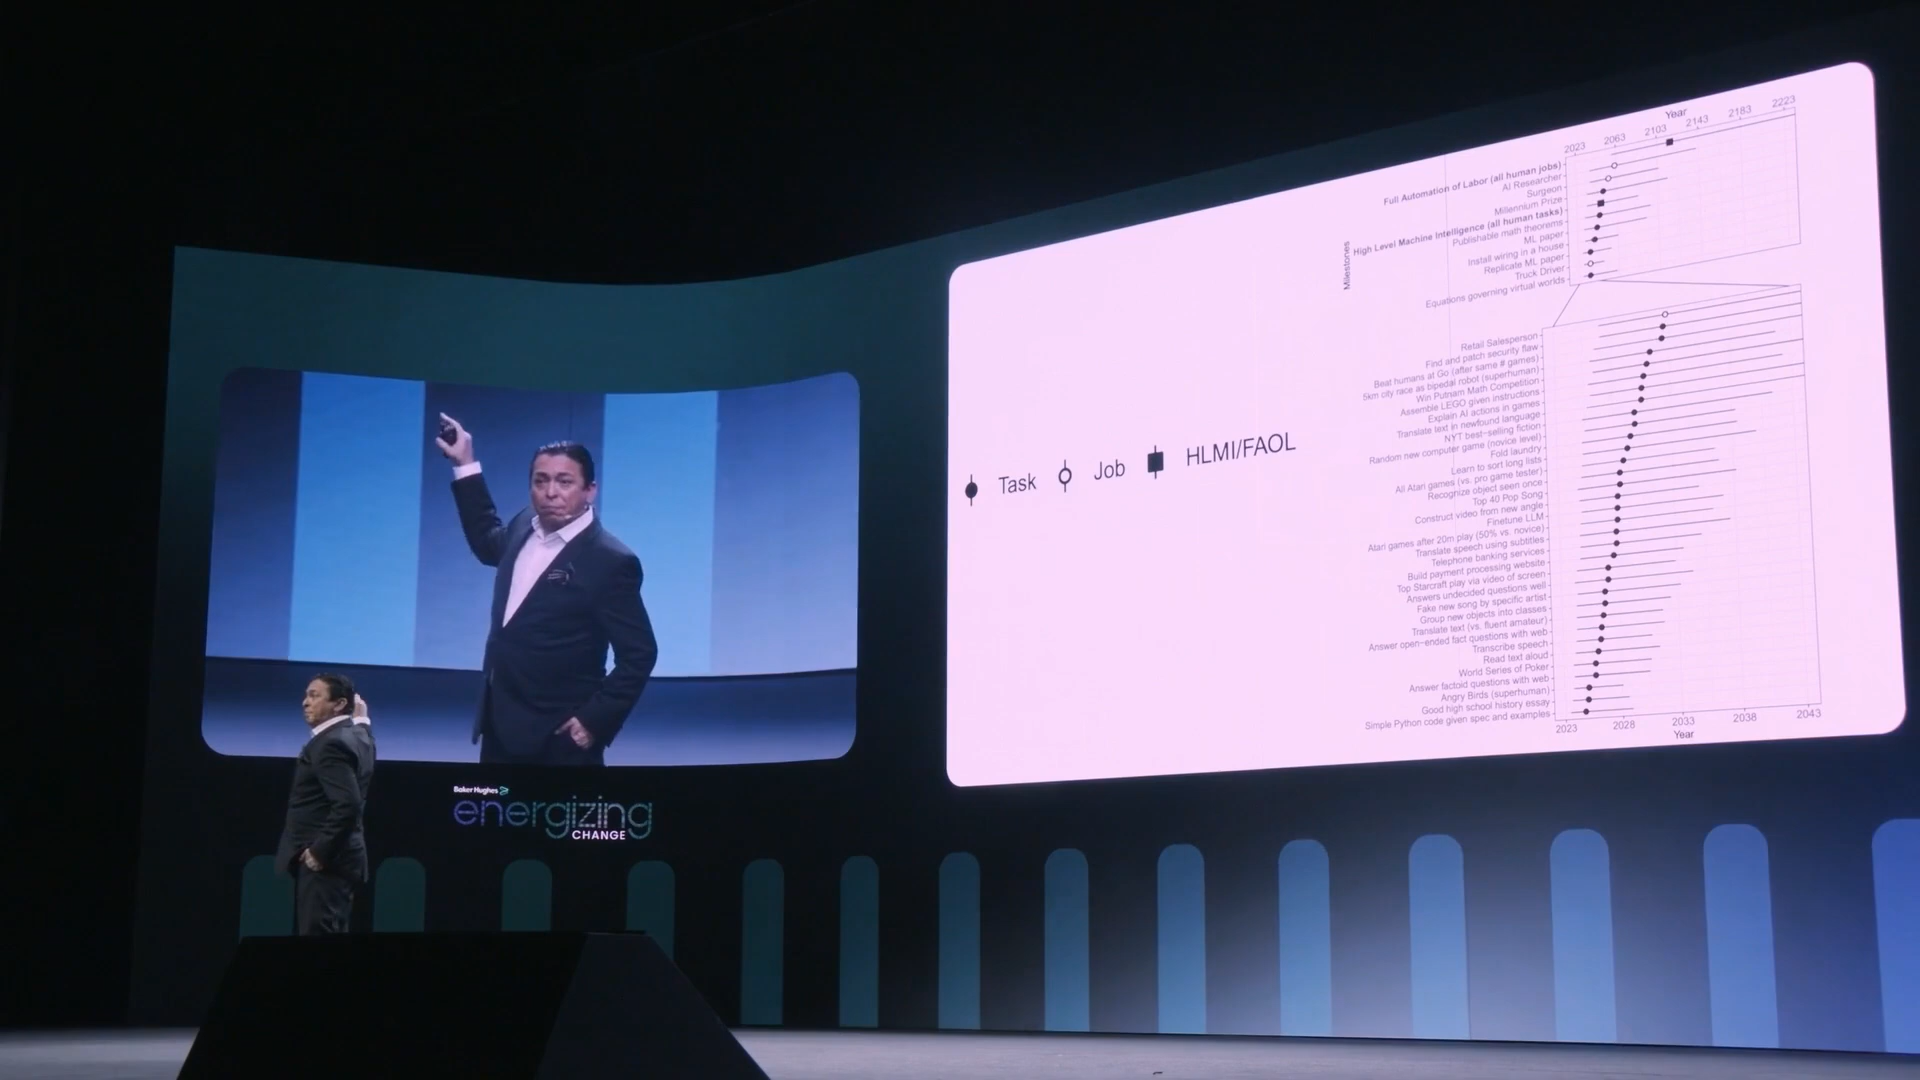 Baker Hughes
energizing
CHANGE
Task
Job
HLMI/FAOL
Year
2023
2063
2103
2143
2183
2223
Milestones
Full Automation of Labor (all human jobs)
AI Researcher
Surgeon
Millennium Prize
High Level Machine Intelligence (all human tasks)
Publishable math theorems
ML paper
Install wiring in a house
Replicate ML paper
Truck Driver
Equations governing virtual worlds
Retail Salesperson
Find and patch security flaw
Beat humans at Go (after same # games)
5km city race as bipedal robot (superhuman)
Win Putnam Math Competition
Assemble LEGO given instructions
Explain AI actions in games
Translate text in newfound language
NYT best-selling fiction
Random new computer game (novice level)
Fold laundry
Learn to sort long lists
All Atari games (vs. pro game tester)
Recognize object seen once
Top 40 Pop Song
Construct video from new angle
Finetune LLM
Atari games after 20m play (50% vs. novice)
Translate speech using subtitles
Telephone banking services
Build payment processing website
Top Starcraft play via video of screen
Answers undecided questions well
Fake new song by specific artist
Group new objects into classes
Translate text (vs. fluent amateur)
Answer open-ended fact questions with web
Transcribe speech
Read text aloud
World Series of Poker
Answer factoid questions with web
Angry Birds (superhuman)
Good high school history essay
Simple Python code given spec and examples
2023
2028
2033
2038
2043
Year